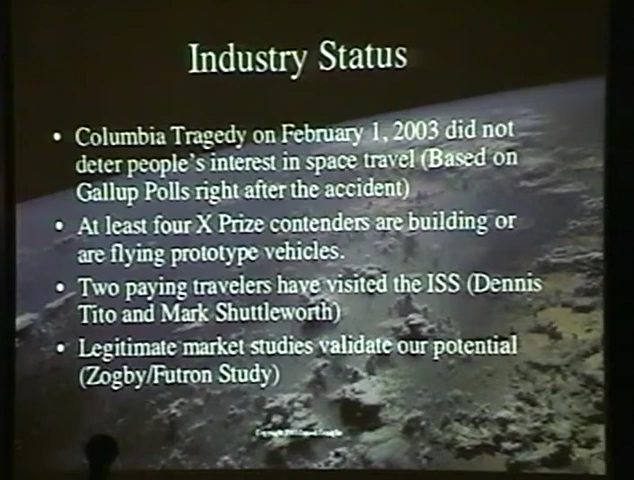 Industry Status
• Columbia Tragedy on February 1, 2003 did not
deter people's interest in space travel (Based on
Gallup Polls right after the accident)
• At least four X Prize contenders are building or
are flying prototype vehicles.
• Two paying travelers have visited the ISS (Dennis
Tito and Mark Shuttleworth)
• Legitimate market studies validate our potential
(Zogby/Futron Study)
Copyright